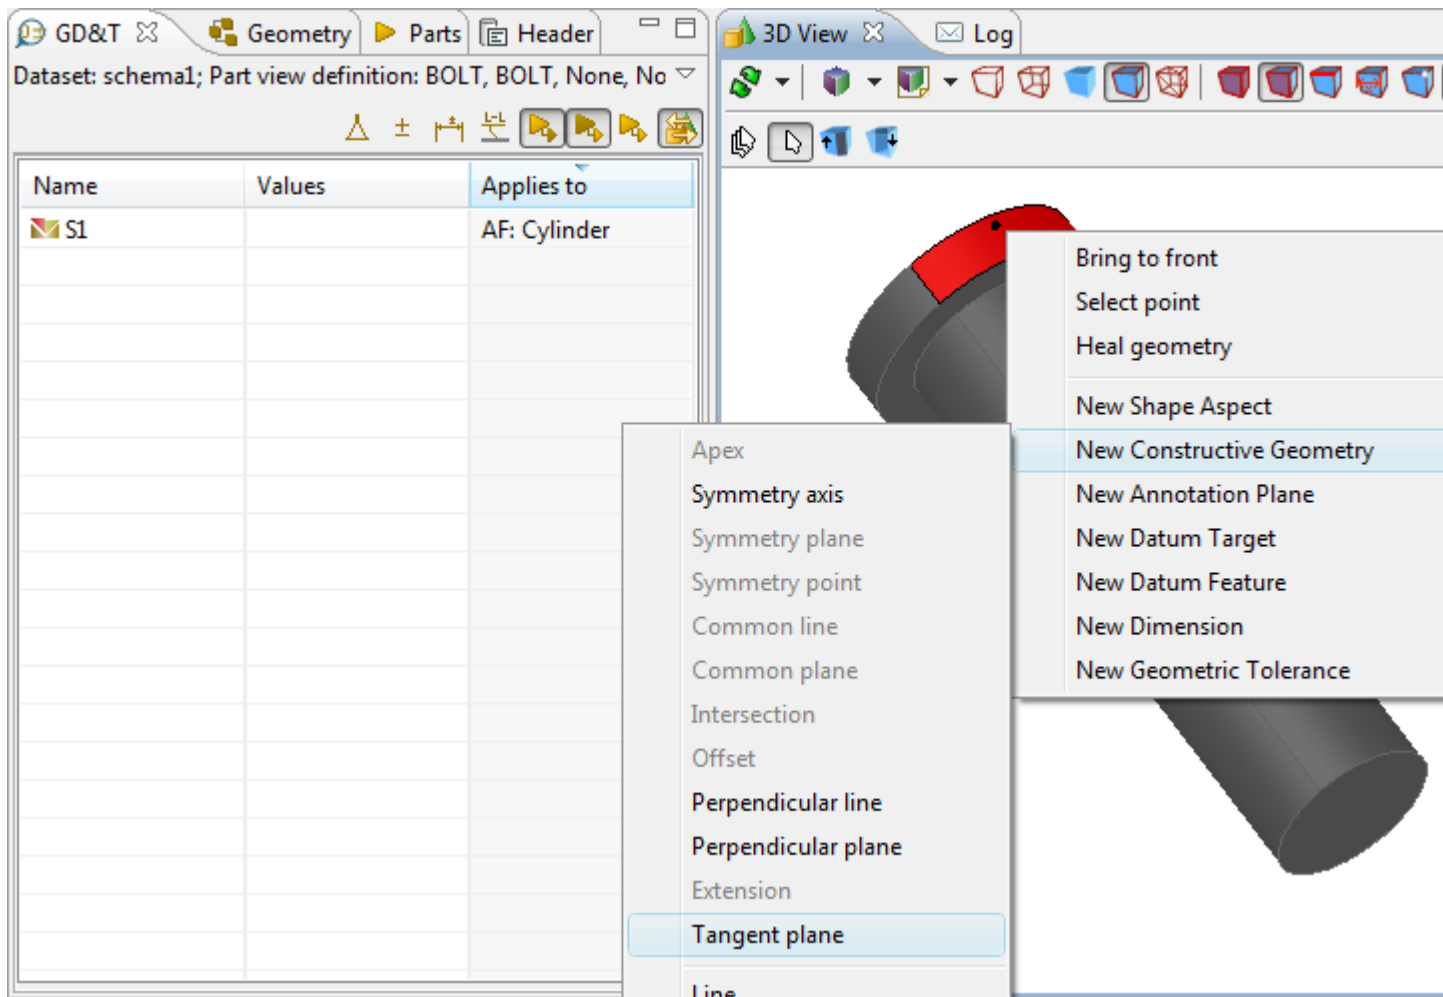 GD&T Geometry Parts Header
Dataset: schema1; Part view definition: BOLT, BOLT, None, No
Name Values Applies to
S1 AF: Cylinder
3D View Log
Bring to front
Select point
Heal geometry
New Shape Aspect
New Constructive Geometry
New Annotation Plane
New Datum Target
New Datum Feature
New Dimension
New Geometric Tolerance
Apex
Symmetry axis
Symmetry plane
Symmetry point
Common line
Common plane
Intersection
Offset
Perpendicular line
Perpendicular plane
Extension
Tangent plane
Line